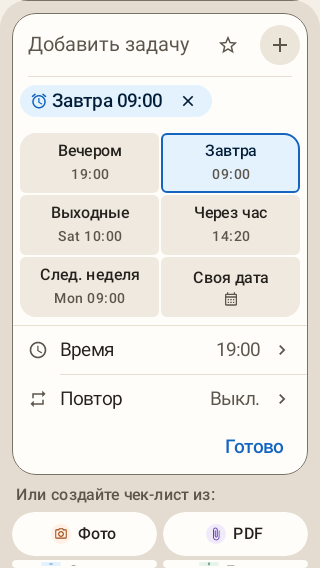 Добавить задачу
Завтра 09:00
Вечером
19:00
Завтра
09:00
Выходные
Sat 10:00
Через час
14:20
След. неделя
Mon 09:00
Своя дата
Время 19:00
Повтор Выкл.
Готово
Или создайте чек-лист из:
Фото
PDF